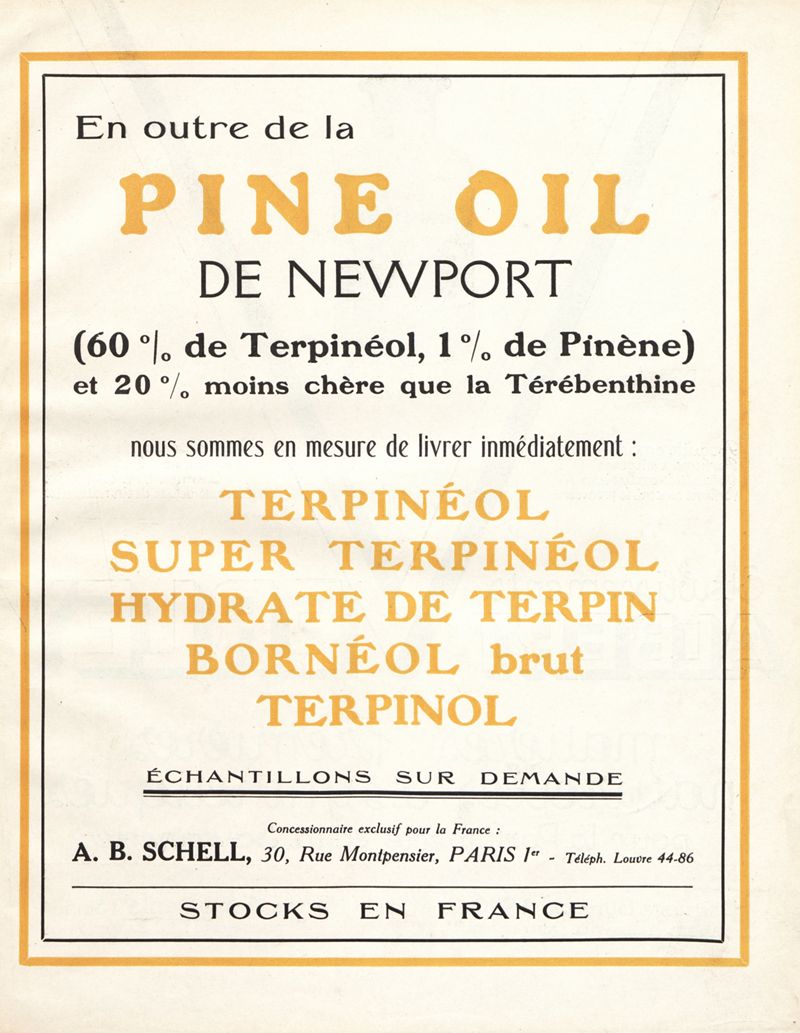 En outre de la
PINE OIL
DE NEWPORT
(60 % de Terpinéol, 1 % de Pinène)
et 20 % moins chère que la Térébenthine
nous sommes en mesure de livrer inmédiatement :
TERPINÉOL
SUPER TERPINÉOL
HYDRATE DE TERPIN
BORNÉOL brut
TERPINOL
ÉCHANTILLONS SUR DEMANDE
Concessionnaire exclusif pour la France :
A. B. SCHELL, 30, Rue Montpensier, PARIS Ier - Téléph. Louvre 44-86
STOCKS EN FRANCE